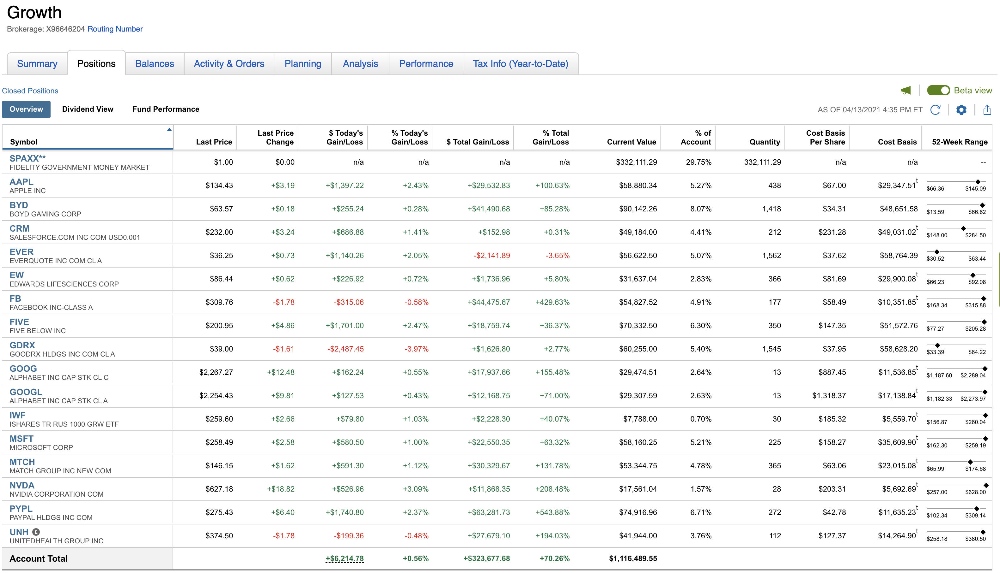 Growth
Brokerage: X96646204 Routing Number
Summary Positions Balances Activity & Orders Planning Analysis Performance Tax Info (Year-to-Date)
Closed Positions Beta view
Overview Dividend View Fund Performance AS OF 04/13/2021 4:35 PM ET
Symbol Last Price Last Price Change $ Today's Gain/Loss % Today's Gain/Loss $ Total Gain/Loss % Total Gain/Loss Current Value % of Account Quantity Cost Basis Per Share Cost Basis 52-Week Range
SPAXX** $1.00 $0.00 n/a n/a n/a n/a $332,111.29 29.75% 332,111.29 n/a n/a --
FIDELITY GOVERNMENT MONEY MARKET
AAPL $134.43 +$3.19 +$1,397.22 +2.43% +$29,532.83 +100.63% $58,880.34 5.27% 438 $67.00 $29,347.51t
APPLE INC $66.36 $145.09
BYD $63.57 +$0.18 +$255.24 +0.28% +$41,490.68 +85.28% $90,142.26 8.07% 1,418 $34.31 $48,651.58
BOYD GAMING CORP $13.59 $66.62
CRM $232.00 +$3.24 +$686.88 +1.41% +$152.98 +0.31% $49,184.00 4.41% 212 $231.28 $49,031.02t
SALESFORCE.COM INC COM USD0.001 $148.00 $284.50
EVER $36.25 +$0.73 +$1,140.26 +2.05% -$2,141.89 -3.65% $56,622.50 5.07% 1,562 $37.62 $58,764.39
EVERQUOTE INC COM CL A $30.52 $63.44
EW $86.44 +$0.62 +$226.92 +0.72% +$1,736.96 +5.80% $31,637.04 2.83% 366 $81.69 $29,900.08t
EDWARDS LIFESCIENCES CORP $66.23 $92.08
FB $309.76 -$1.78 -$315.06 -0.58% +$44,475.67 +429.63% $54,827.52 4.91% 177 $58.49 $10,351.85t
FACEBOOK INC-CLASS A $168.34 $315.88
FIVE $200.95 +$4.86 +$1,701.00 +2.47% +$18,759.74 +36.37% $70,332.50 6.30% 350 $147.35 $51,572.76
FIVE BELOW INC $77.27 $205.28
GDRX $39.00 -$1.61 -$2,487.45 -3.97% +$1,626.80 +2.77% $60,255.00 5.40% 1,545 $37.95 $58,628.20
GOODRX HLDGS INC COM CL A $33.39 $64.22
GOOG $2,267.27 +$12.48 +$162.24 +0.55% +$17,937.66 +155.48% $29,474.51 2.64% 13 $887.45 $11,536.85t
ALPHABET INC CAP STK CL C $1,187.60 $2,289.04
GOOGL $2,254.43 +$9.81 +$127.53 +0.43% +$12,168.75 +71.00% $29,307.59 2.63% 13 $1,318.37 $17,138.84t
ALPHABET INC CAP STK CL A $1,182.33 $2,273.97
IWF $259.60 +$2.66 +$79.80 +1.03% +$2,228.30 +40.07% $7,788.00 0.70% 30 $185.32 $5,559.70t
ISHARES TR RUS 1000 GRW ETF $156.87 $260.04
MSFT $258.49 +$2.58 +$580.50 +1.00% +$22,550.35 +63.32% $58,160.25 5.21% 225 $158.27 $35,609.90t
MICROSOFT CORP $162.30 $259.19
MTCH $146.15 +$1.62 +$591.30 +1.12% +$30,329.67 +131.78% $53,344.75 4.78% 365 $63.06 $23,015.08t
MATCH GROUP INC NEW COM $65.99 $174.68
NVDA $627.18 +$18.82 +$526.96 +3.09% +$11,868.35 +208.48% $17,561.04 1.57% 28 $203.31 $5,692.69t
NVIDIA CORPORATION COM $257.00 $628.00
PYPL $275.43 +$6.40 +$1,740.80 +2.37% +$63,281.73 +543.88% $74,916.96 6.71% 272 $42.78 $11,635.23t
PAYPAL HLDGS INC COM $102.34 $309.14
UNH E $374.50 -$1.78 -$199.36 -0.48% +$27,679.10 +194.03% $41,944.00 3.76% 112 $127.37 $14,264.90t
UNITEDHEALTH GROUP INC $258.18 $380.50
Account Total +$6,214.78 +0.56% +$323,677.68 +70.26% $1,116,489.55